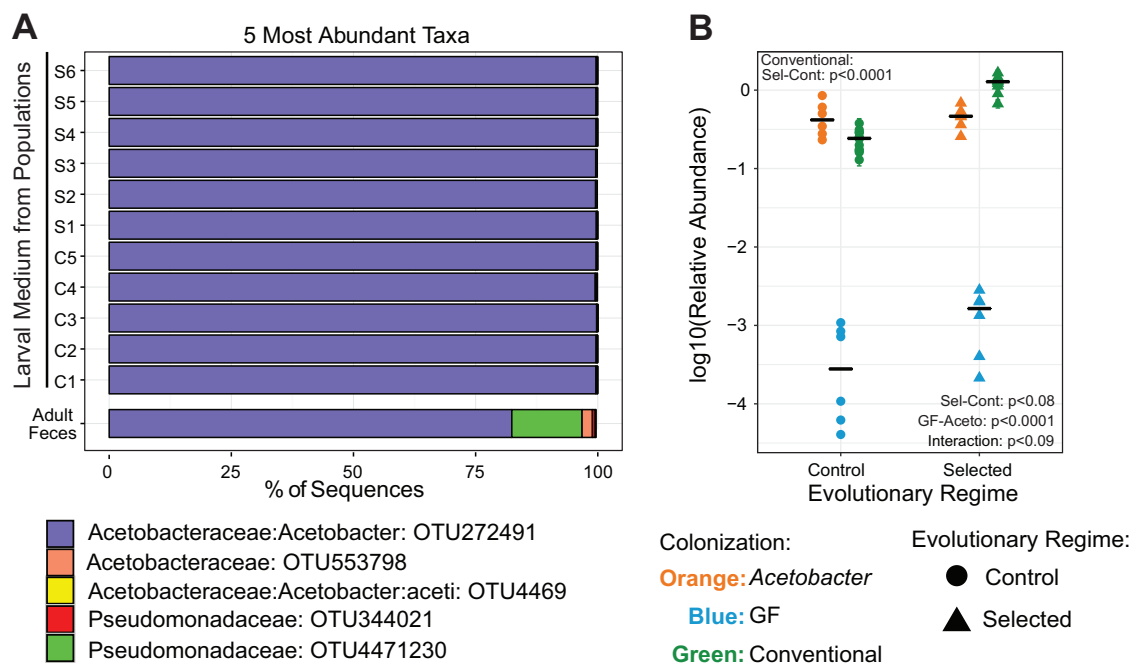 A
5 Most Abundant Taxa
Larval Medium from Populations
S6
S5
S4
S3
S2
S1
C5
C4
C3
C2
C1
Adult
Feces
0 25 50 75 100
% of Sequences
Acetobacteraceae:Acetobacter: OTU272491
Acetobacteraceae: OTU553798
Acetobacteraceae:Acetobacter:aceti: OTU4469
Pseudomonadaceae: OTU344021
Pseudomonadaceae: OTU4471230
B
Conventional:
Sel-Cont: p<0.0001
log10(Relative Abundance)
0
−1
−2
−3
−4
Sel-Cont: p<0.08
GF-Aceto: p<0.0001
Interaction: p<0.09
Control Selected
Evolutionary Regime
Colonization:
Orange: Acetobacter
Blue: GF
Green: Conventional
Evolutionary Regime:
Control
Selected